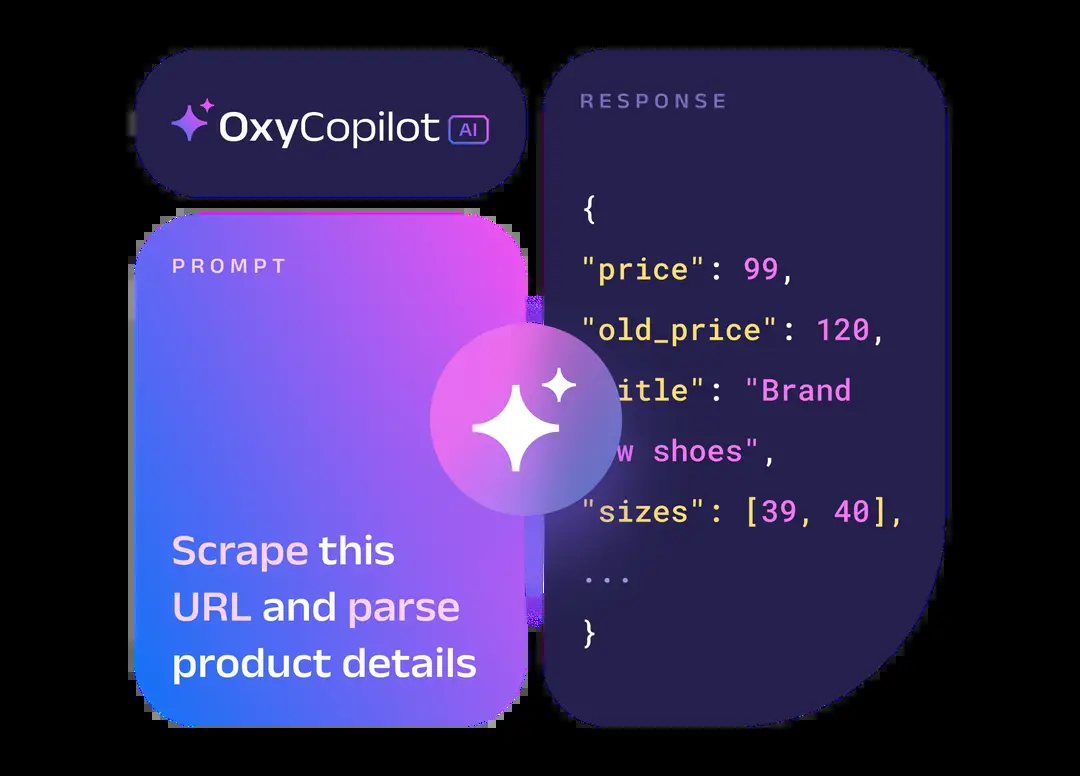 OxyCopilot AI
PROMPT
Scrape this
URL and parse
product details
RESPONSE
{
"price": 99,
"old_price": 120,
itle": "Brand
w shoes",
"sizes": [39, 40],
...
}